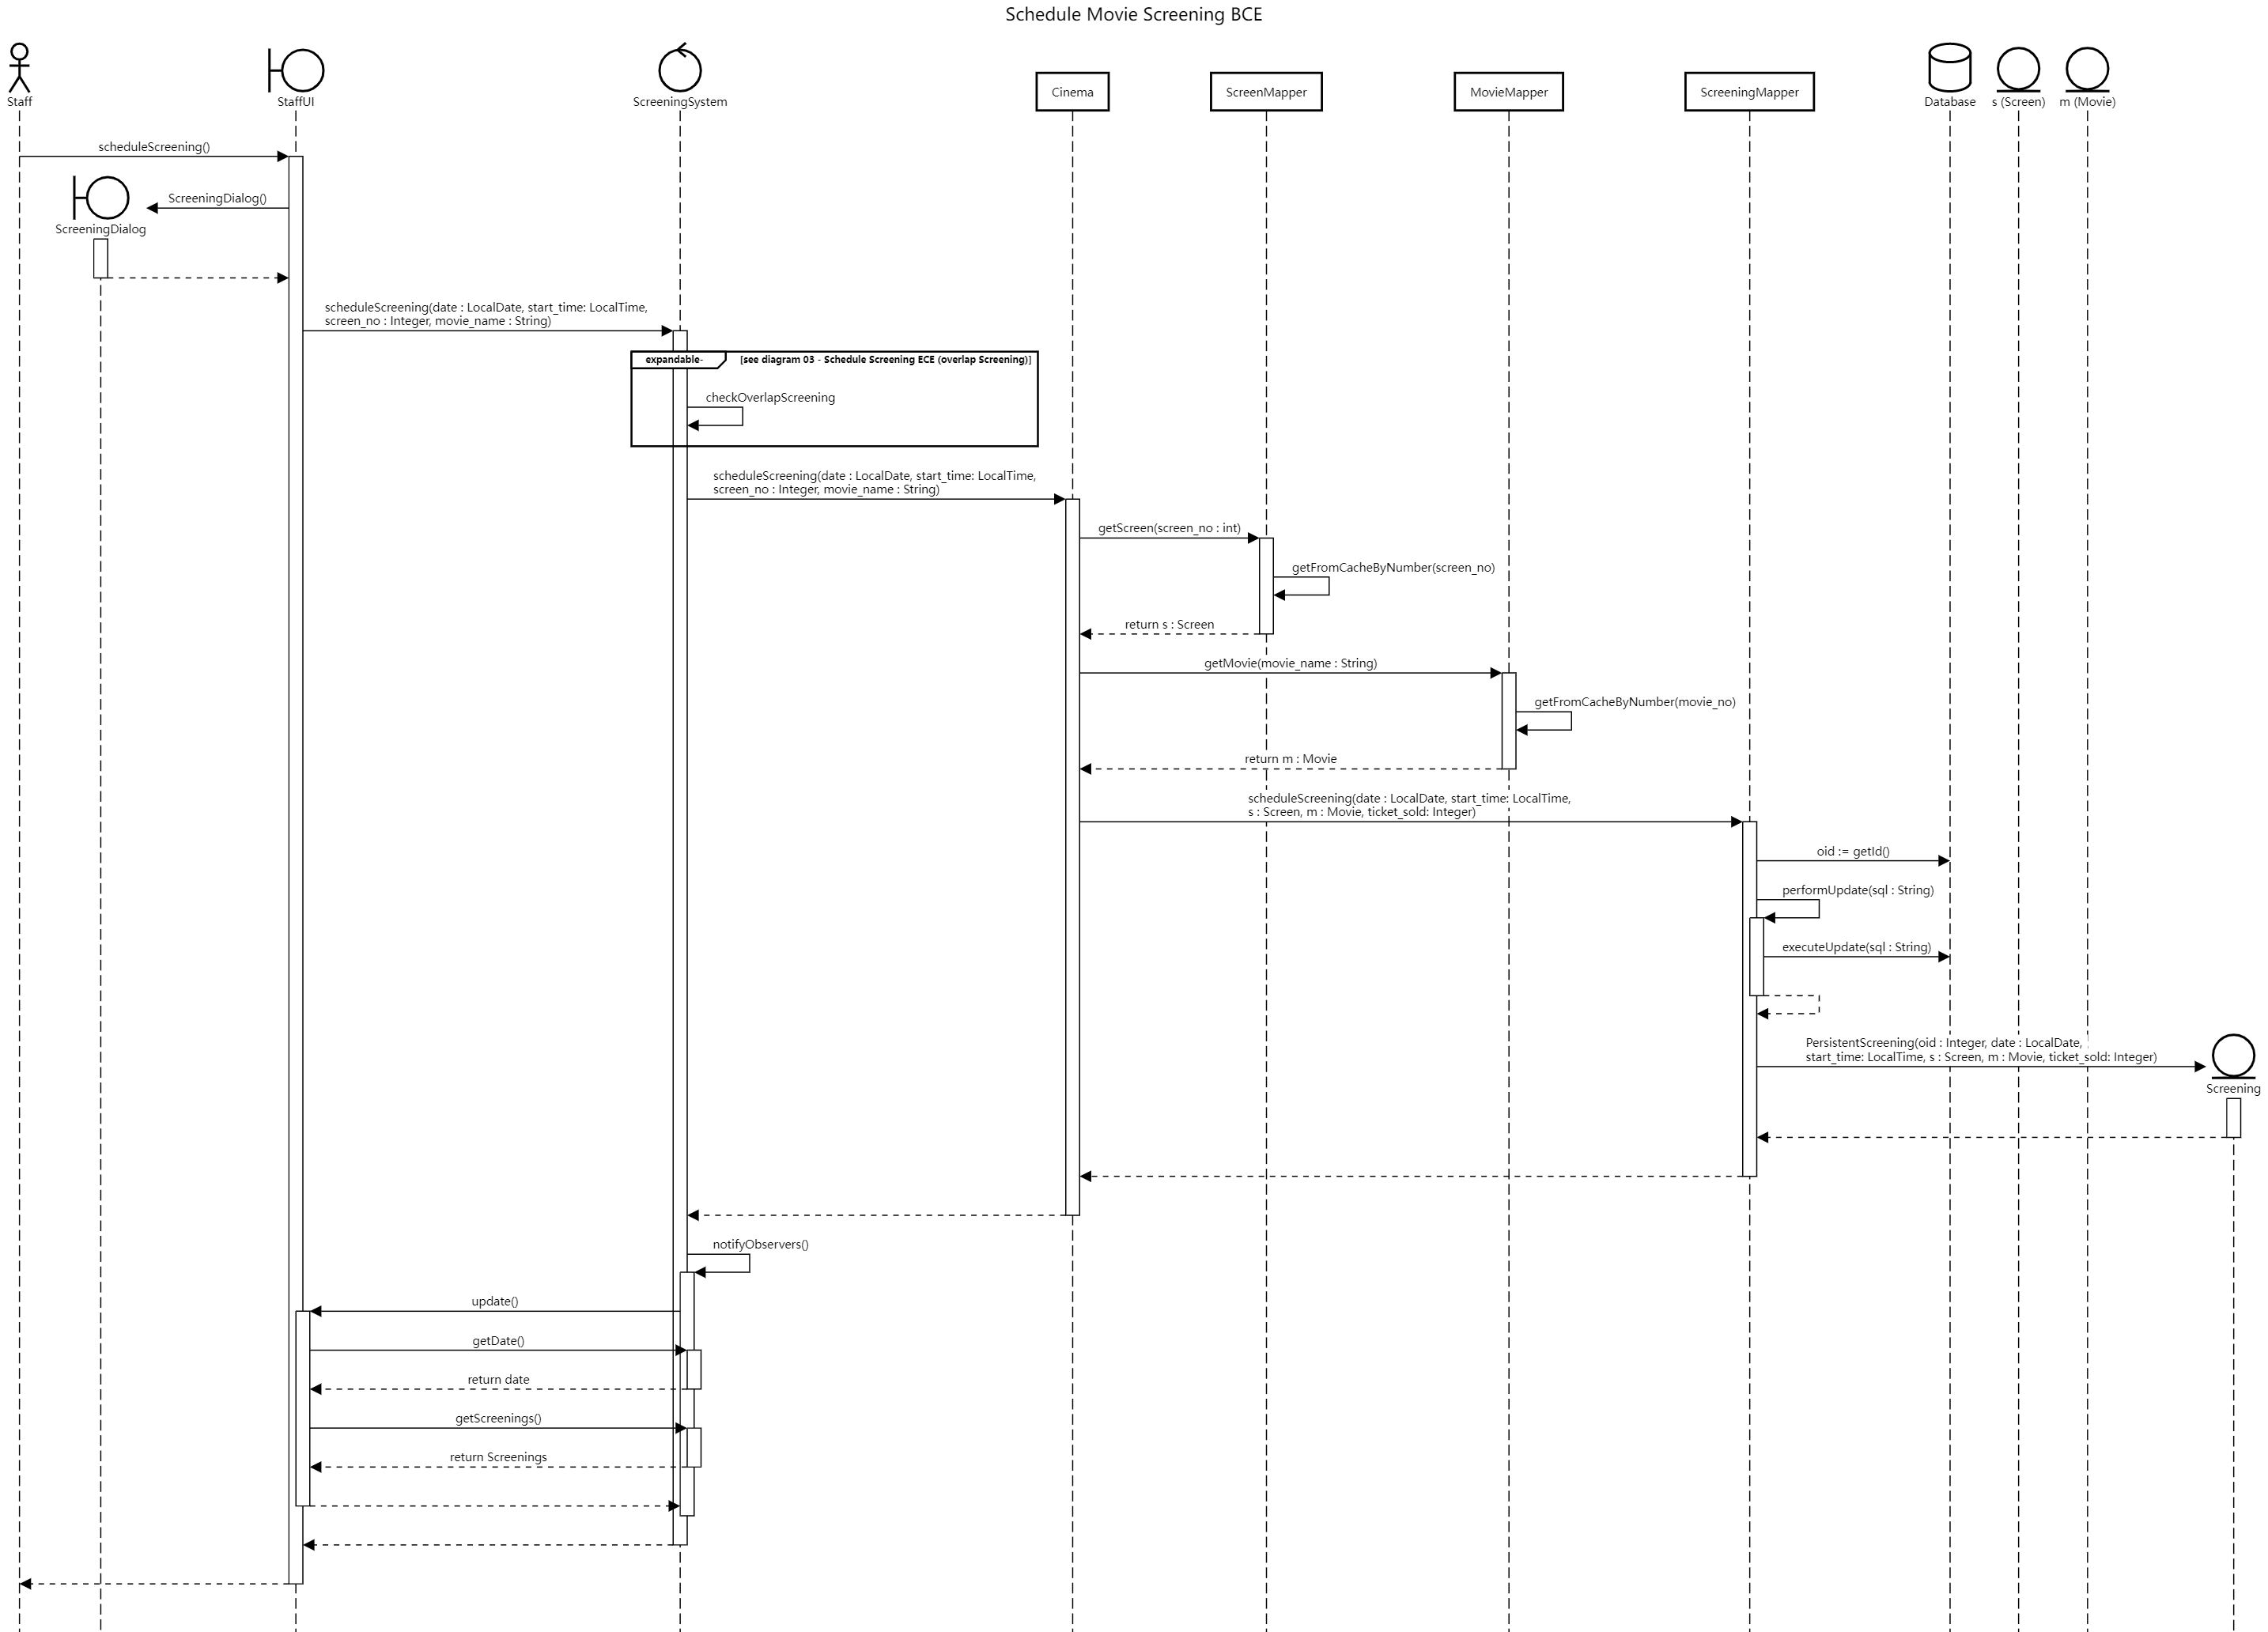 Schedule Movie Screening BCE
Staff
StaffUI
ScreeningSystem
Cinema
ScreenMapper
MovieMapper
ScreeningMapper
Database
s (Screen)
m (Movie)
scheduleScreening()
ScreeningDialog()
ScreeningDialog
scheduleScreening(date : LocalDate, start_time: LocalTime,
screen_no : Integer, movie_name : String)
expandable-
[see diagram 03 - Schedule Screening ECE (overlap Screening)]
checkOverlapScreening
scheduleScreening(date : LocalDate, start_time: LocalTime,
screen_no : Integer, movie_name : String)
getScreen(screen_no : int)
getFromCacheByNumber(screen_no)
return s : Screen
getMovie(movie_name : String)
getFromCacheByNumber(movie_no)
return m : Movie
scheduleScreening(date : LocalDate, start_time: LocalTime,
s : Screen, m : Movie, ticket_sold: Integer)
oid := getId()
performUpdate(sql : String)
executeUpdate(sql : String)
PersistentScreening(oid : Integer, date : LocalDate,
start_time: LocalTime, s : Screen, m : Movie, ticket_sold: Integer)
Screening
notifyObservers()
update()
getDate()
return date
getScreenings()
return Screenings